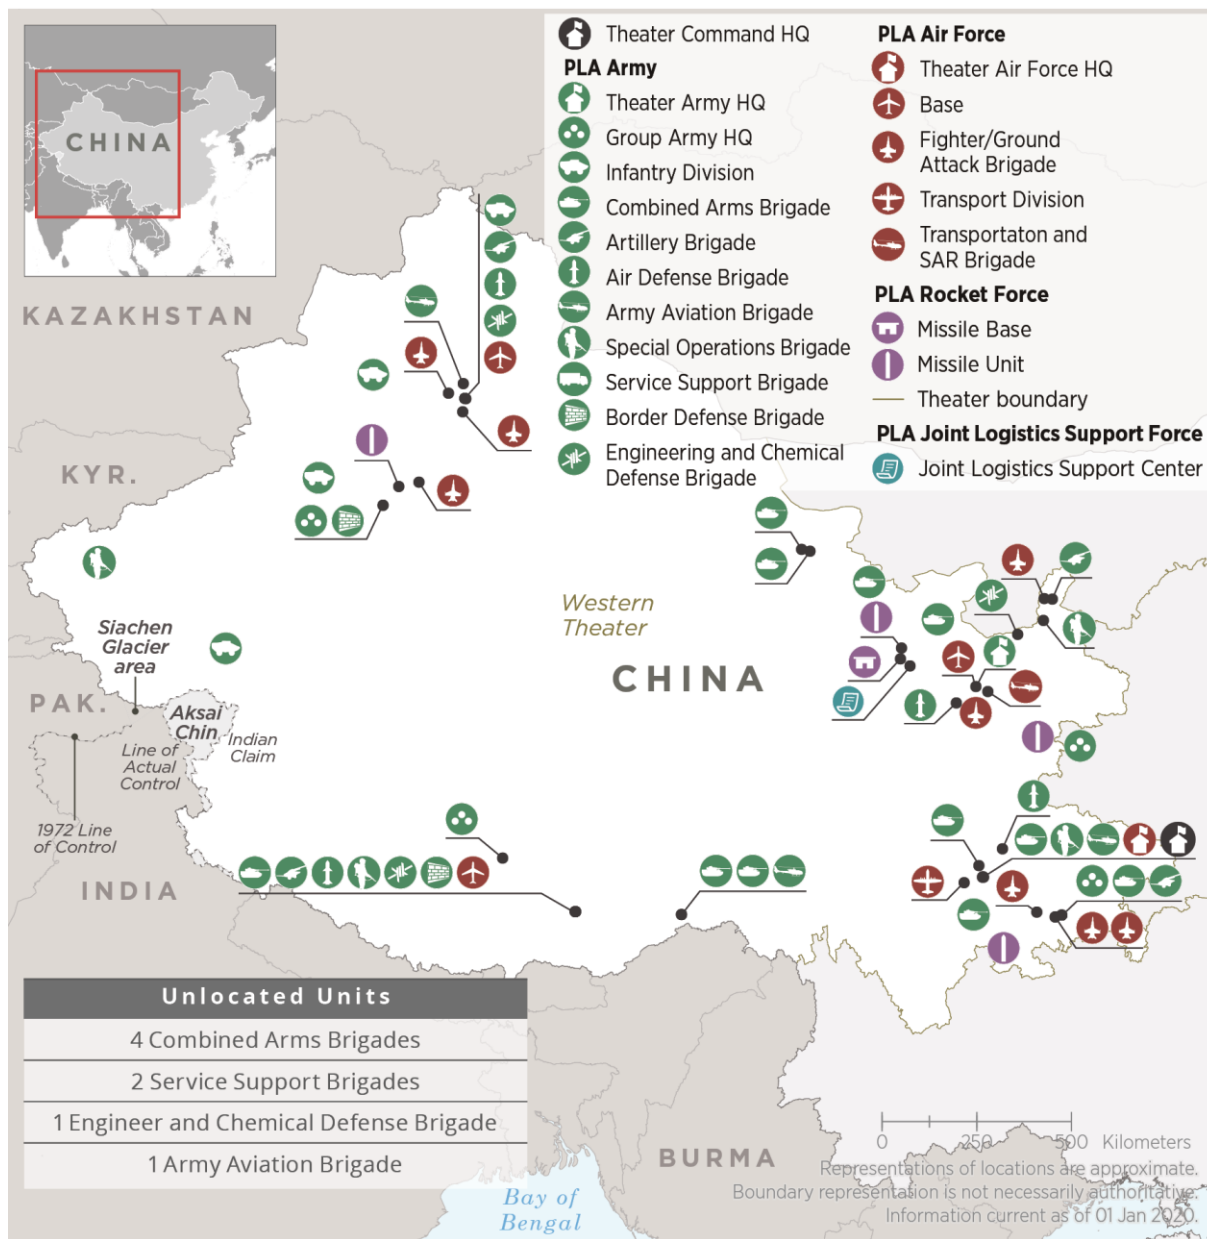 CHINA
Theater Command HQ
PLA Army
Theater Army HQ
Group Army HQ
Infantry Division
Combined Arms Brigade
Artillery Brigade
Air Defense Brigade
Army Aviation Brigade
Special Operations Brigade
Service Support Brigade
Border Defense Brigade
Engineering and Chemical
Defense Brigade
PLA Air Force
Theater Air Force HQ
Base
Fighter/Ground
Attack Brigade
Transport Division
Transportaton and
SAR Brigade
PLA Rocket Force
Missile Base
Missile Unit
Theater boundary
PLA Joint Logistics Support Force
Joint Logistics Support Center
KAZAKHSTAN
KYR.
Western
Theater
CHINA
Siachen
Glacier
area
PAK.
Aksai
Chin
Indian
Claim
Line of
Actual
Control
1972 Line
of Control
INDIA
Unlocated Units
4 Combined Arms Brigades
2 Service Support Brigades
1 Engineer and Chemical Defense Brigade
1 Army Aviation Brigade
BURMA
Bay of
Bengal
0 250 500 Kilometers
Representations of locations are approximate.
Boundary representation is not necessarily authoritative.
Information current as of 01 Jan 2020.